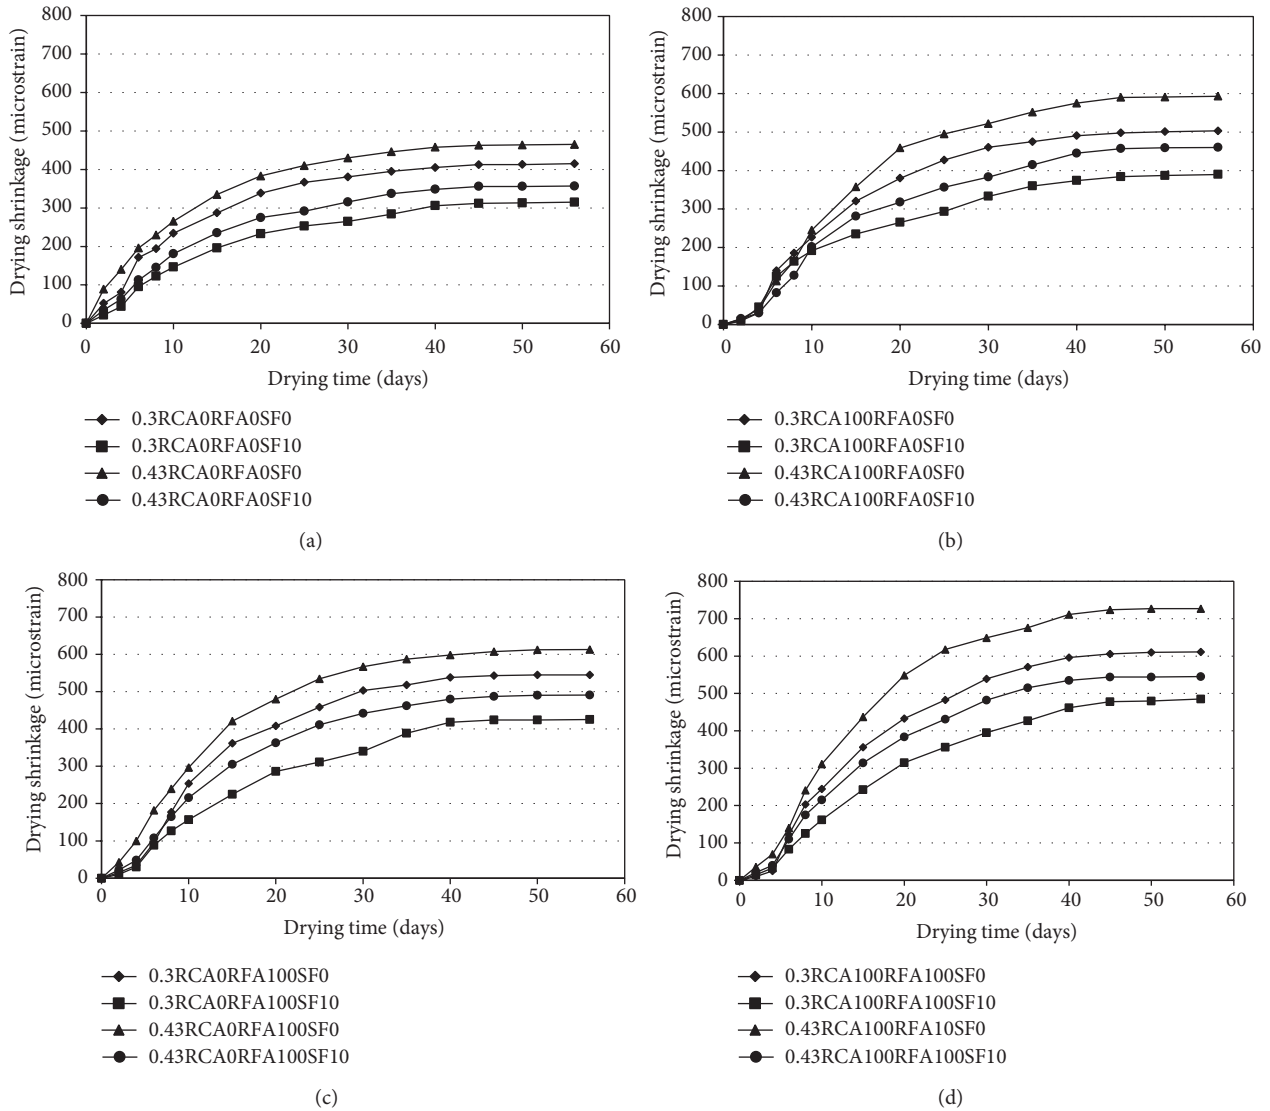 800
700
600
500
400
300
200
100
0
Drying shrinkage (microstrain)
0 10 20 30 40 50 60
Drying time (days)
0.3RCA0RFA0SF0
0.3RCA0RFA0SF10
0.43RCA0RFA0SF0
0.43RCA0RFA0SF10
(a)
800
700
600
500
400
300
200
100
0
Drying shrinkage (microstrain)
0 10 20 30 40 50 60
Drying time (days)
0.3RCA100RFA0SF0
0.3RCA100RFA0SF10
0.43RCA100RFA0SF0
0.43RCA100RFA0SF10
(b)
800
700
600
500
400
300
200
100
0
Drying shrinkage (microstrain)
0 10 20 30 40 50 60
Drying time (days)
0.3RCA0RFA100SF0
0.3RCA0RFA100SF10
0.43RCA0RFA100SF0
0.43RCA0RFA100SF10
(c)
800
700
600
500
400
300
200
100
0
Drying shrinkage (microstrain)
0 10 20 30 40 50 60
Drying time (days)
0.3RCA100RFA100SF0
0.3RCA100RFA100SF10
0.43RCA100RFA10SF0
0.43RCA100RFA100SF10
(d)